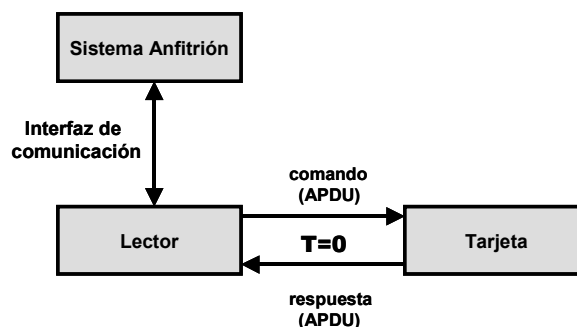 Sistema Anfitrión
Interfaz de
comunicación
comando
(APDU)
Lector
T=0
Tarjeta
respuesta
(APDU)